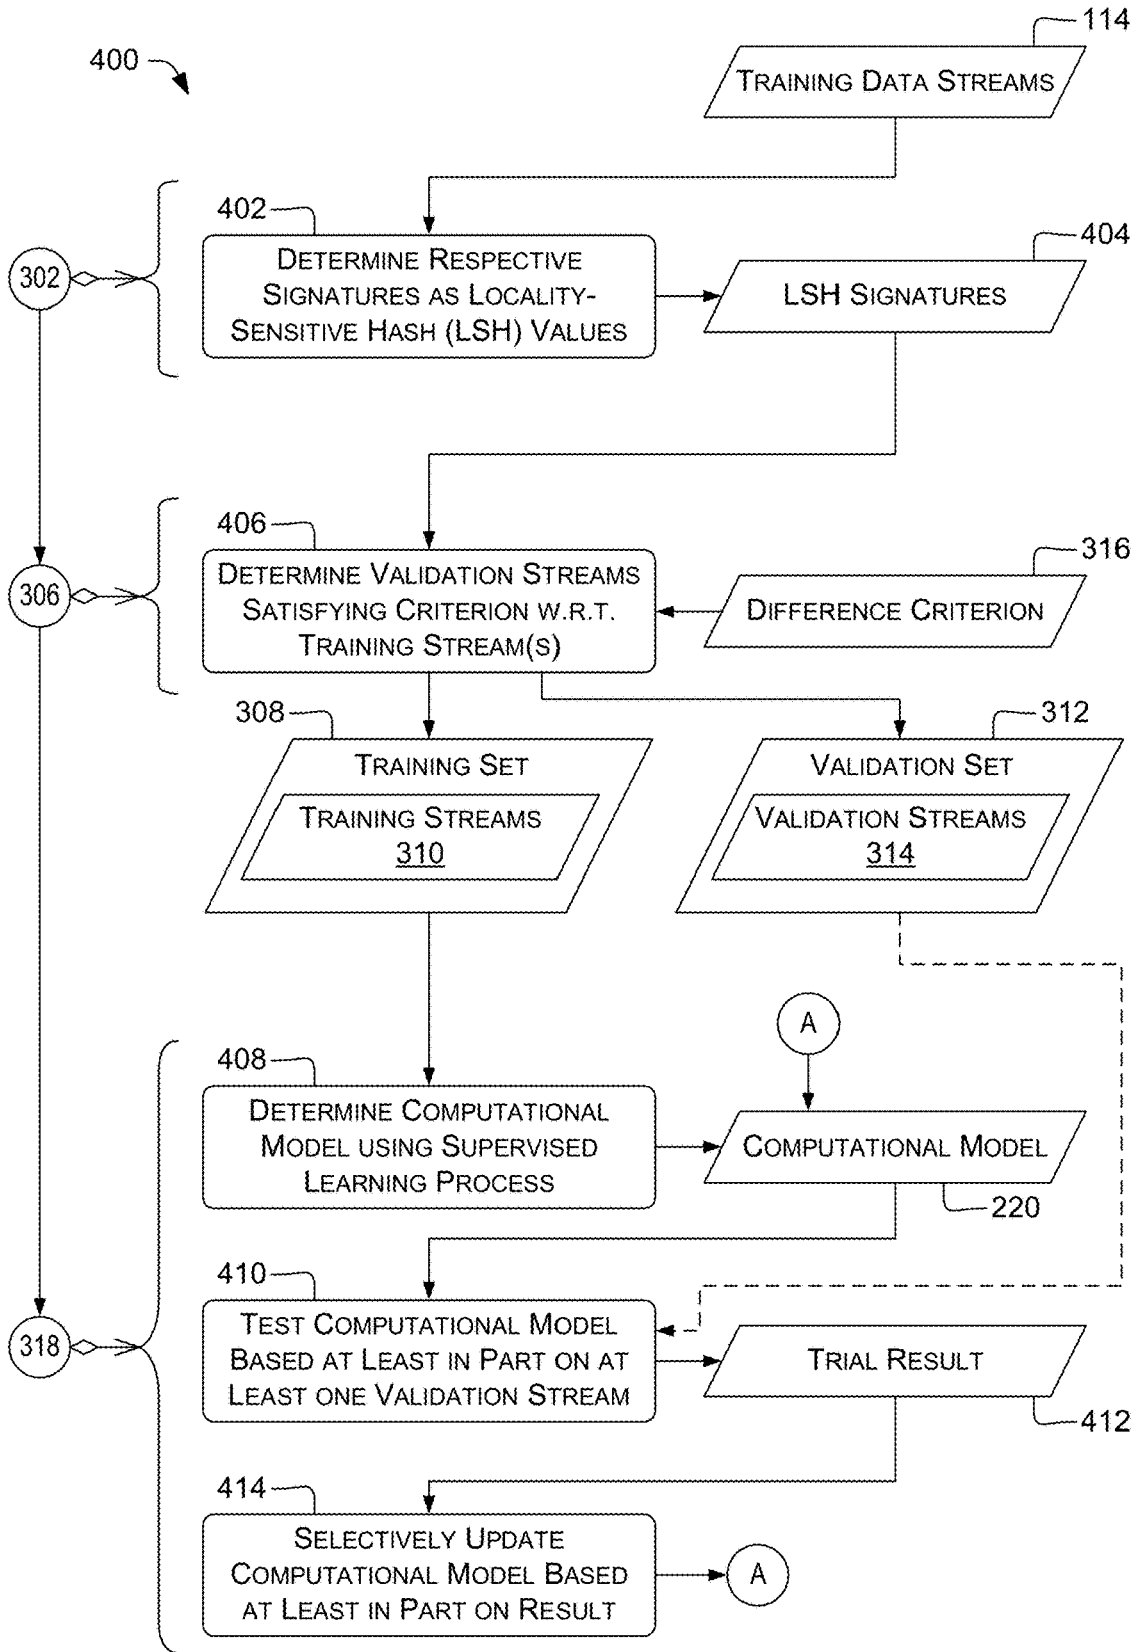 114
400
TRAINING DATA STREAMS
402
404
302
DETERMINE RESPECTIVE
SIGNATURES AS LOCALITY-
SENSITIVE HASH (LSH) VALUES
LSH SIGNATURES
406
316
306
DETERMINE VALIDATION STREAMS
SATISFYING CRITERION W.R.T.
TRAINING STREAM(S)
DIFFERENCE CRITERION
308
312
TRAINING SET
VALIDATION SET
TRAINING STREAMS
310
VALIDATION STREAMS
314
A
408
DETERMINE COMPUTATIONAL
MODEL USING SUPERVISED
LEARNING PROCESS
COMPUTATIONAL MODEL
220
410
318
TEST COMPUTATIONAL MODEL
BASED AT LEAST IN PART ON AT
LEAST ONE VALIDATION STREAM
TRIAL RESULT
412
414
SELECTIVELY UPDATE
COMPUTATIONAL MODEL BASED
AT LEAST IN PART ON RESULT
A